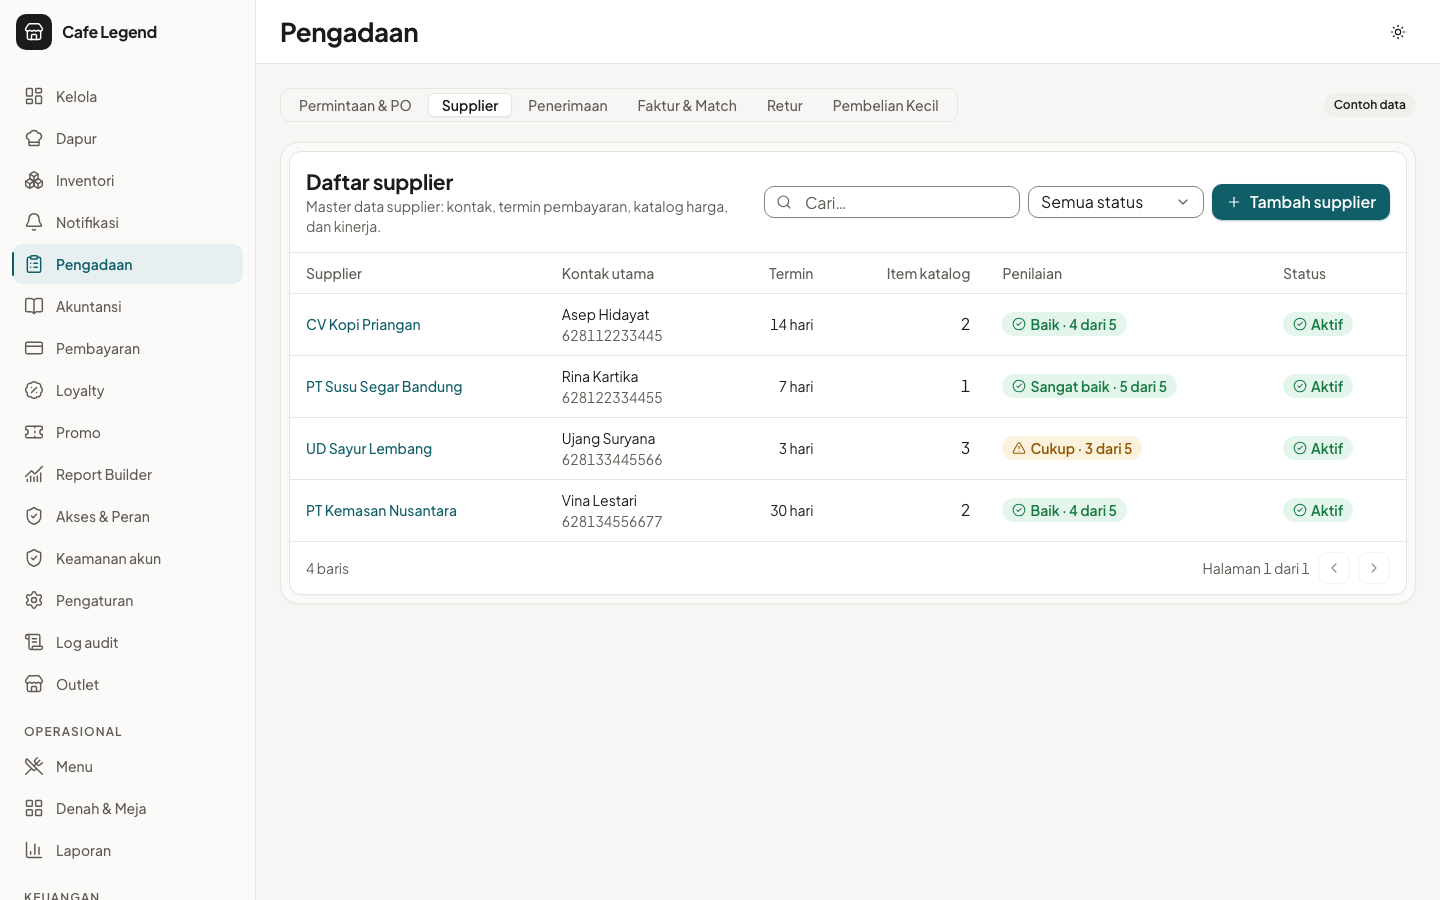 Cafe Legend
Kelola
Dapur
Inventori
Notifikasi
Pengadaan
Akuntansi
Pembayaran
Loyalty
Promo
Report Builder
Akses & Peran
Keamanan akun
Pengaturan
Log audit
Outlet
OPERASIONAL
Menu
Denah & Meja
Laporan
KEUANGAN
Pengadaan
Permintaan & PO
Supplier
Penerimaan
Faktur & Match
Retur
Pembelian Kecil
Contoh data
Daftar supplier
Master data supplier: kontak, termin pembayaran, katalog harga,
dan kinerja.
Cari...
Semua status
Tambah supplier
Supplier Kontak utama Termin Item katalog Penilaian Status
CV Kopi Priangan Asep Hidayat 14 hari 2 Baik · 4 dari 5 Aktif
628112233445
PT Susu Segar Bandung Rina Kartika 7 hari 1 Sangat baik · 5 dari 5 Aktif
628122334455
UD Sayur Lembang Ujang Suryana 3 hari 3 Cukup · 3 dari 5 Aktif
628133445566
PT Kemasan Nusantara Vina Lestari 30 hari 2 Baik · 4 dari 5 Aktif
628134556677
4 baris
Halaman 1 dari 1